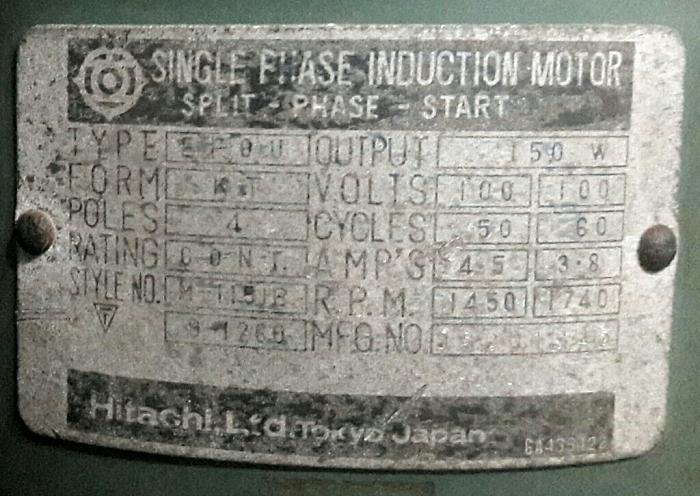 SINGLE PHASE INDUCTION MOTOR
SPLIT-PHASE-START
TYPE OUTPUT 150 W
FORM VOLTS 100 100
POLES 4 CYCLES 50 60
RATING CONT. AMP'S 4.5 3.8
STYLE NO. R.P.M. 1450 1740
MFG.NO.
Hitachi, Ltd. Tokyo Japan